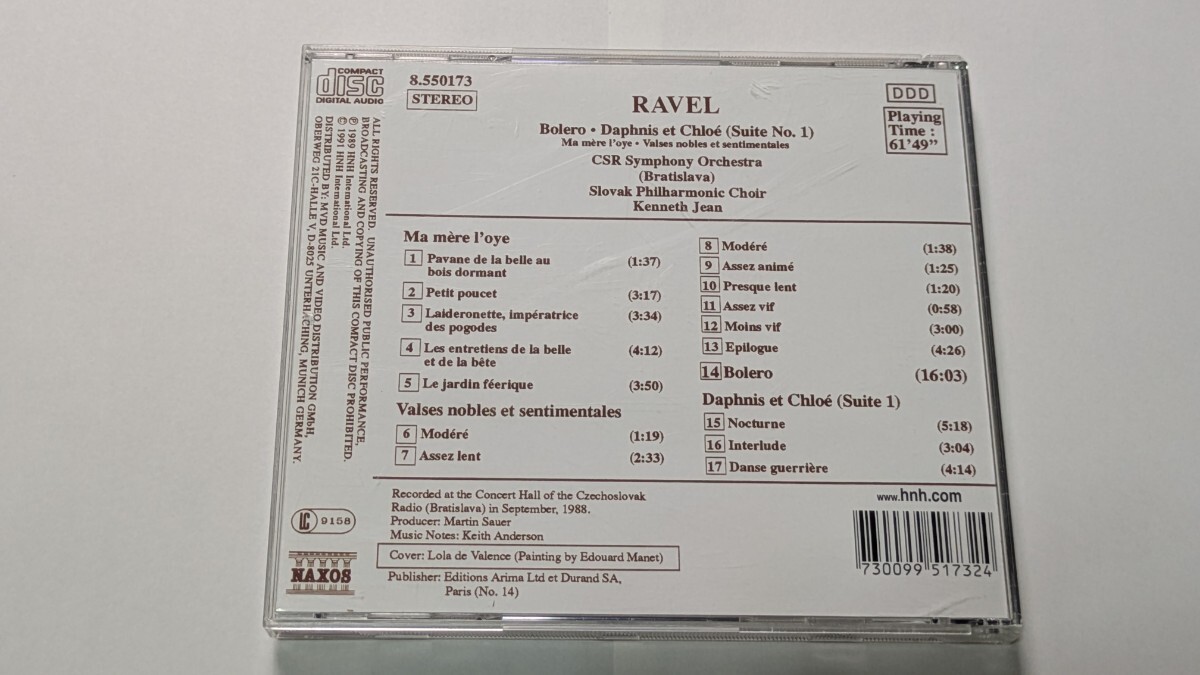 COMPACT
disc
DIGITAL AUDIO
8.550173
STEREO
RAVEL
Bolero • Daphnis et Chloé (Suite No. 1)
Ma mère l'oye • Valses nobles et sentimentales
CSR Symphony Orchestra
(Bratislava)
Slovak Philharmonic Choir
Kenneth Jean
DDD
Playing
Time :
61'49"
ALL RIGHTS RESERVED. UNAUTHORISED PUBLIC PERFORMANCE,
BROADCASTING AND COPYING OF THIS COMPACT DISC PROHIBITED.
℗ 1989 HNH International Ltd.
© 1991 HNH International Ltd.
DISTRIBUTED BY: MVD MUSIC AND VIDEO DISTRIBUTION GmbH,
OBERWEG 21C-HALLE V, D-8025 UNTERHACHING, MUNICH GERMANY.
Ma mère l'oye
1 Pavane de la belle au
bois dormant (1:37)
2 Petit poucet (3:17)
3 Laideronette, impératrice
des pogodes (3:34)
4 Les entretiens de la belle
et de la bête (4:12)
5 Le jardin féerique (3:50)
Valses nobles et sentimentales
6 Modéré (1:19)
7 Assez lent (2:33)
8 Modéré (1:38)
9 Assez animé (1:25)
10 Presque lent (1:20)
11 Assez vif (0:58)
12 Moins vif (3:00)
13 Epilogue (4:26)
14 Bolero (16:03)
Daphnis et Chloé (Suite 1)
15 Nocturne (5:18)
16 Interlude (3:04)
17 Danse guerrière (4:14)
Recorded at the Concert Hall of the Czechoslovak
Radio (Bratislava) in September, 1988.
Producer: Martin Sauer
Music Notes: Keith Anderson
Cover: Lola de Valence (Painting by Edouard Manet)
Publisher: Editions Arima Ltd et Durand SA,
Paris (No. 14)
LC 9158
NAXOS
www.hnh.com
730099 517324